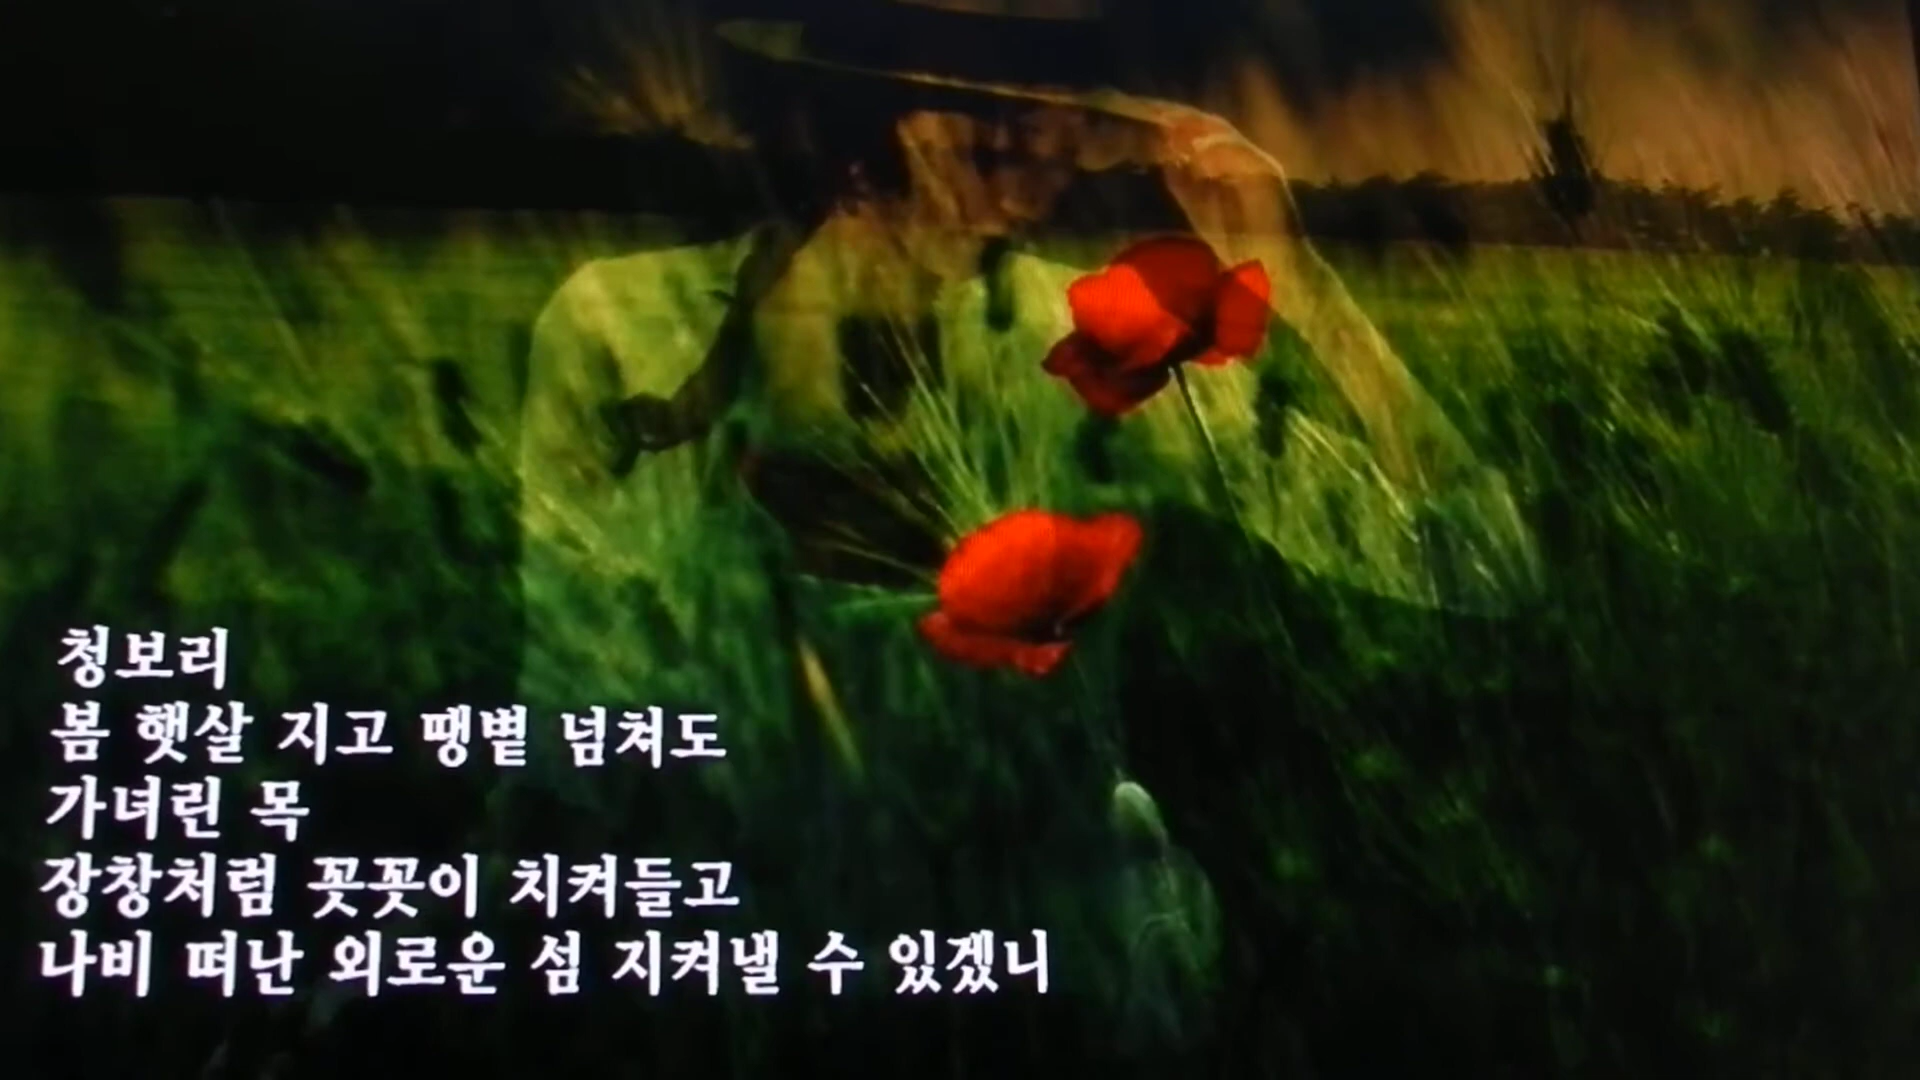 청보리
봄 햇살 지고 땡볕 넘쳐도
가녀린 목
장창처럼 꼿꼿이 치켜들고
나비 떠난 외로운 섬 지켜낼 수 있겠니